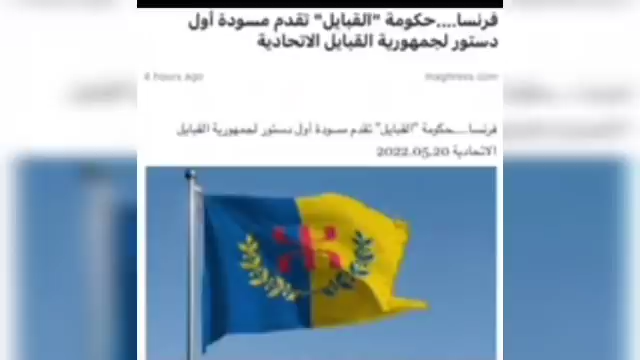 فرنسا....حكومة "القبايل" تقدم مسودة أول
دستور لجمهورية القبايل الاتحادية
6 hours ago
maghress.com
فرنسا....حكومة "القبايل" تقدم مسودة أول دستور لجمهورية القبايل
الاتحادية 2022.05.20